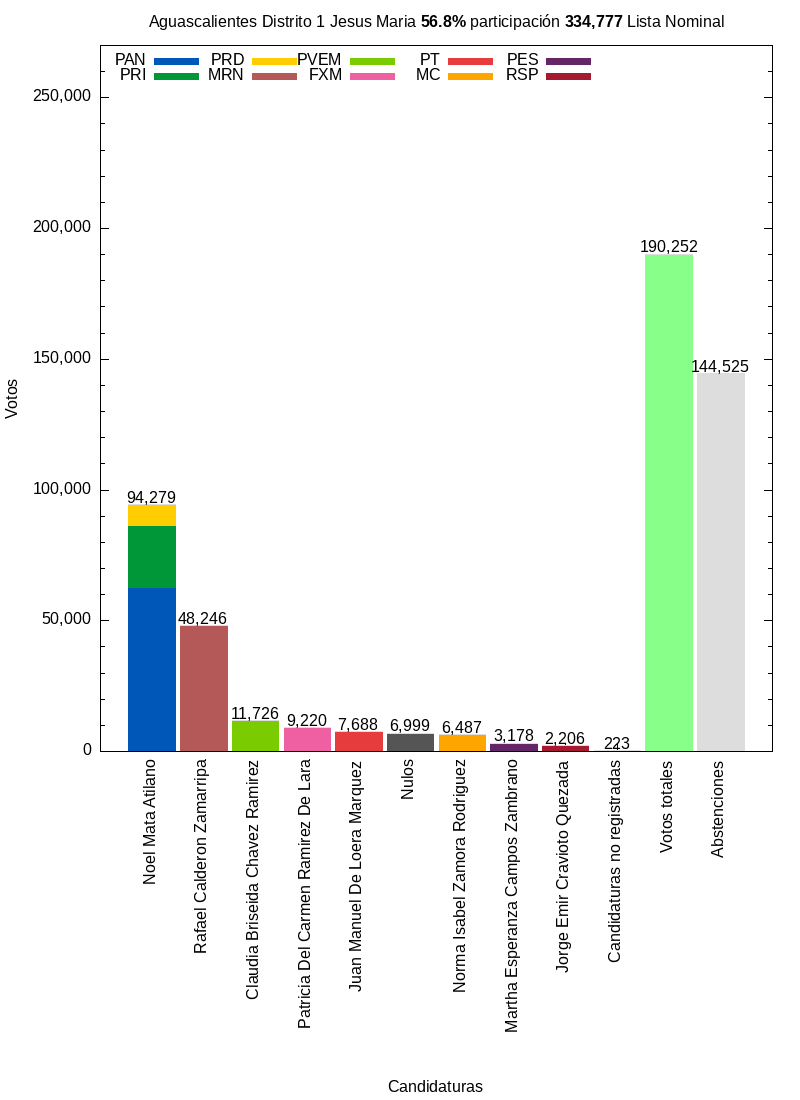 Aguascalientes Distrito 1 Jesus Maria 56.8% participación 334,777 Lista Nominal
PAN PRD PVEM PT PES
PRI MRN FXM MC RSP
250,000
200,000
150,000
100,000
50,000
0
Votos
94,279
48,246
11,726
9,220
7,688
6,999
6,487
3,178
2,206
223
190,252
144,525
Noel Mata Atilano
Rafael Calderon Zamarripa
Claudia Briseida Chavez Ramirez
Patricia Del Carmen Ramirez De Lara
Juan Manuel De Loera Marquez
Nulos
Norma Isabel Zamora Rodriguez
Martha Esperanza Campos Zambrano
Jorge Emir Cravioto Quezada
Candidaturas no registradas
Votos totales
Abstenciones
Candidaturas